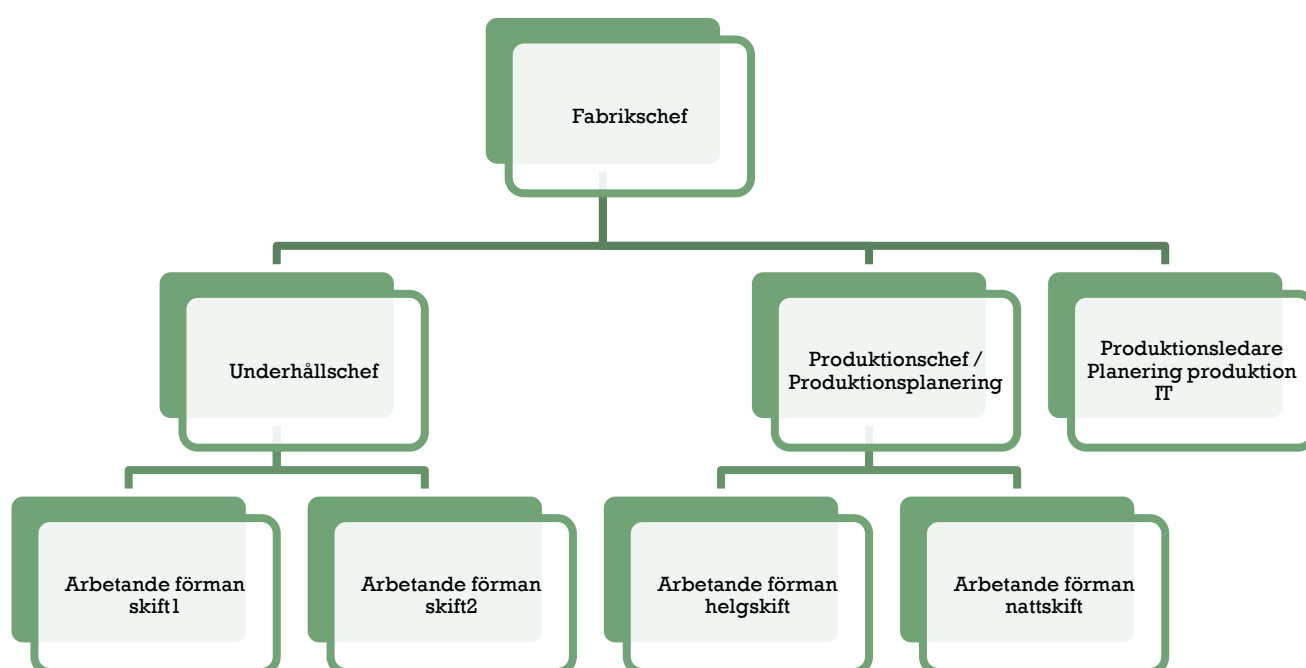 Fabrikschef
Underhållschef
Produktionschef /
Produktionsplanering
Produktionsledare
Planering produktion
IT
Arbetande förman
skift1
Arbetande förman
skift2
Arbetande förman
helgskift
Arbetande förman
nattskift